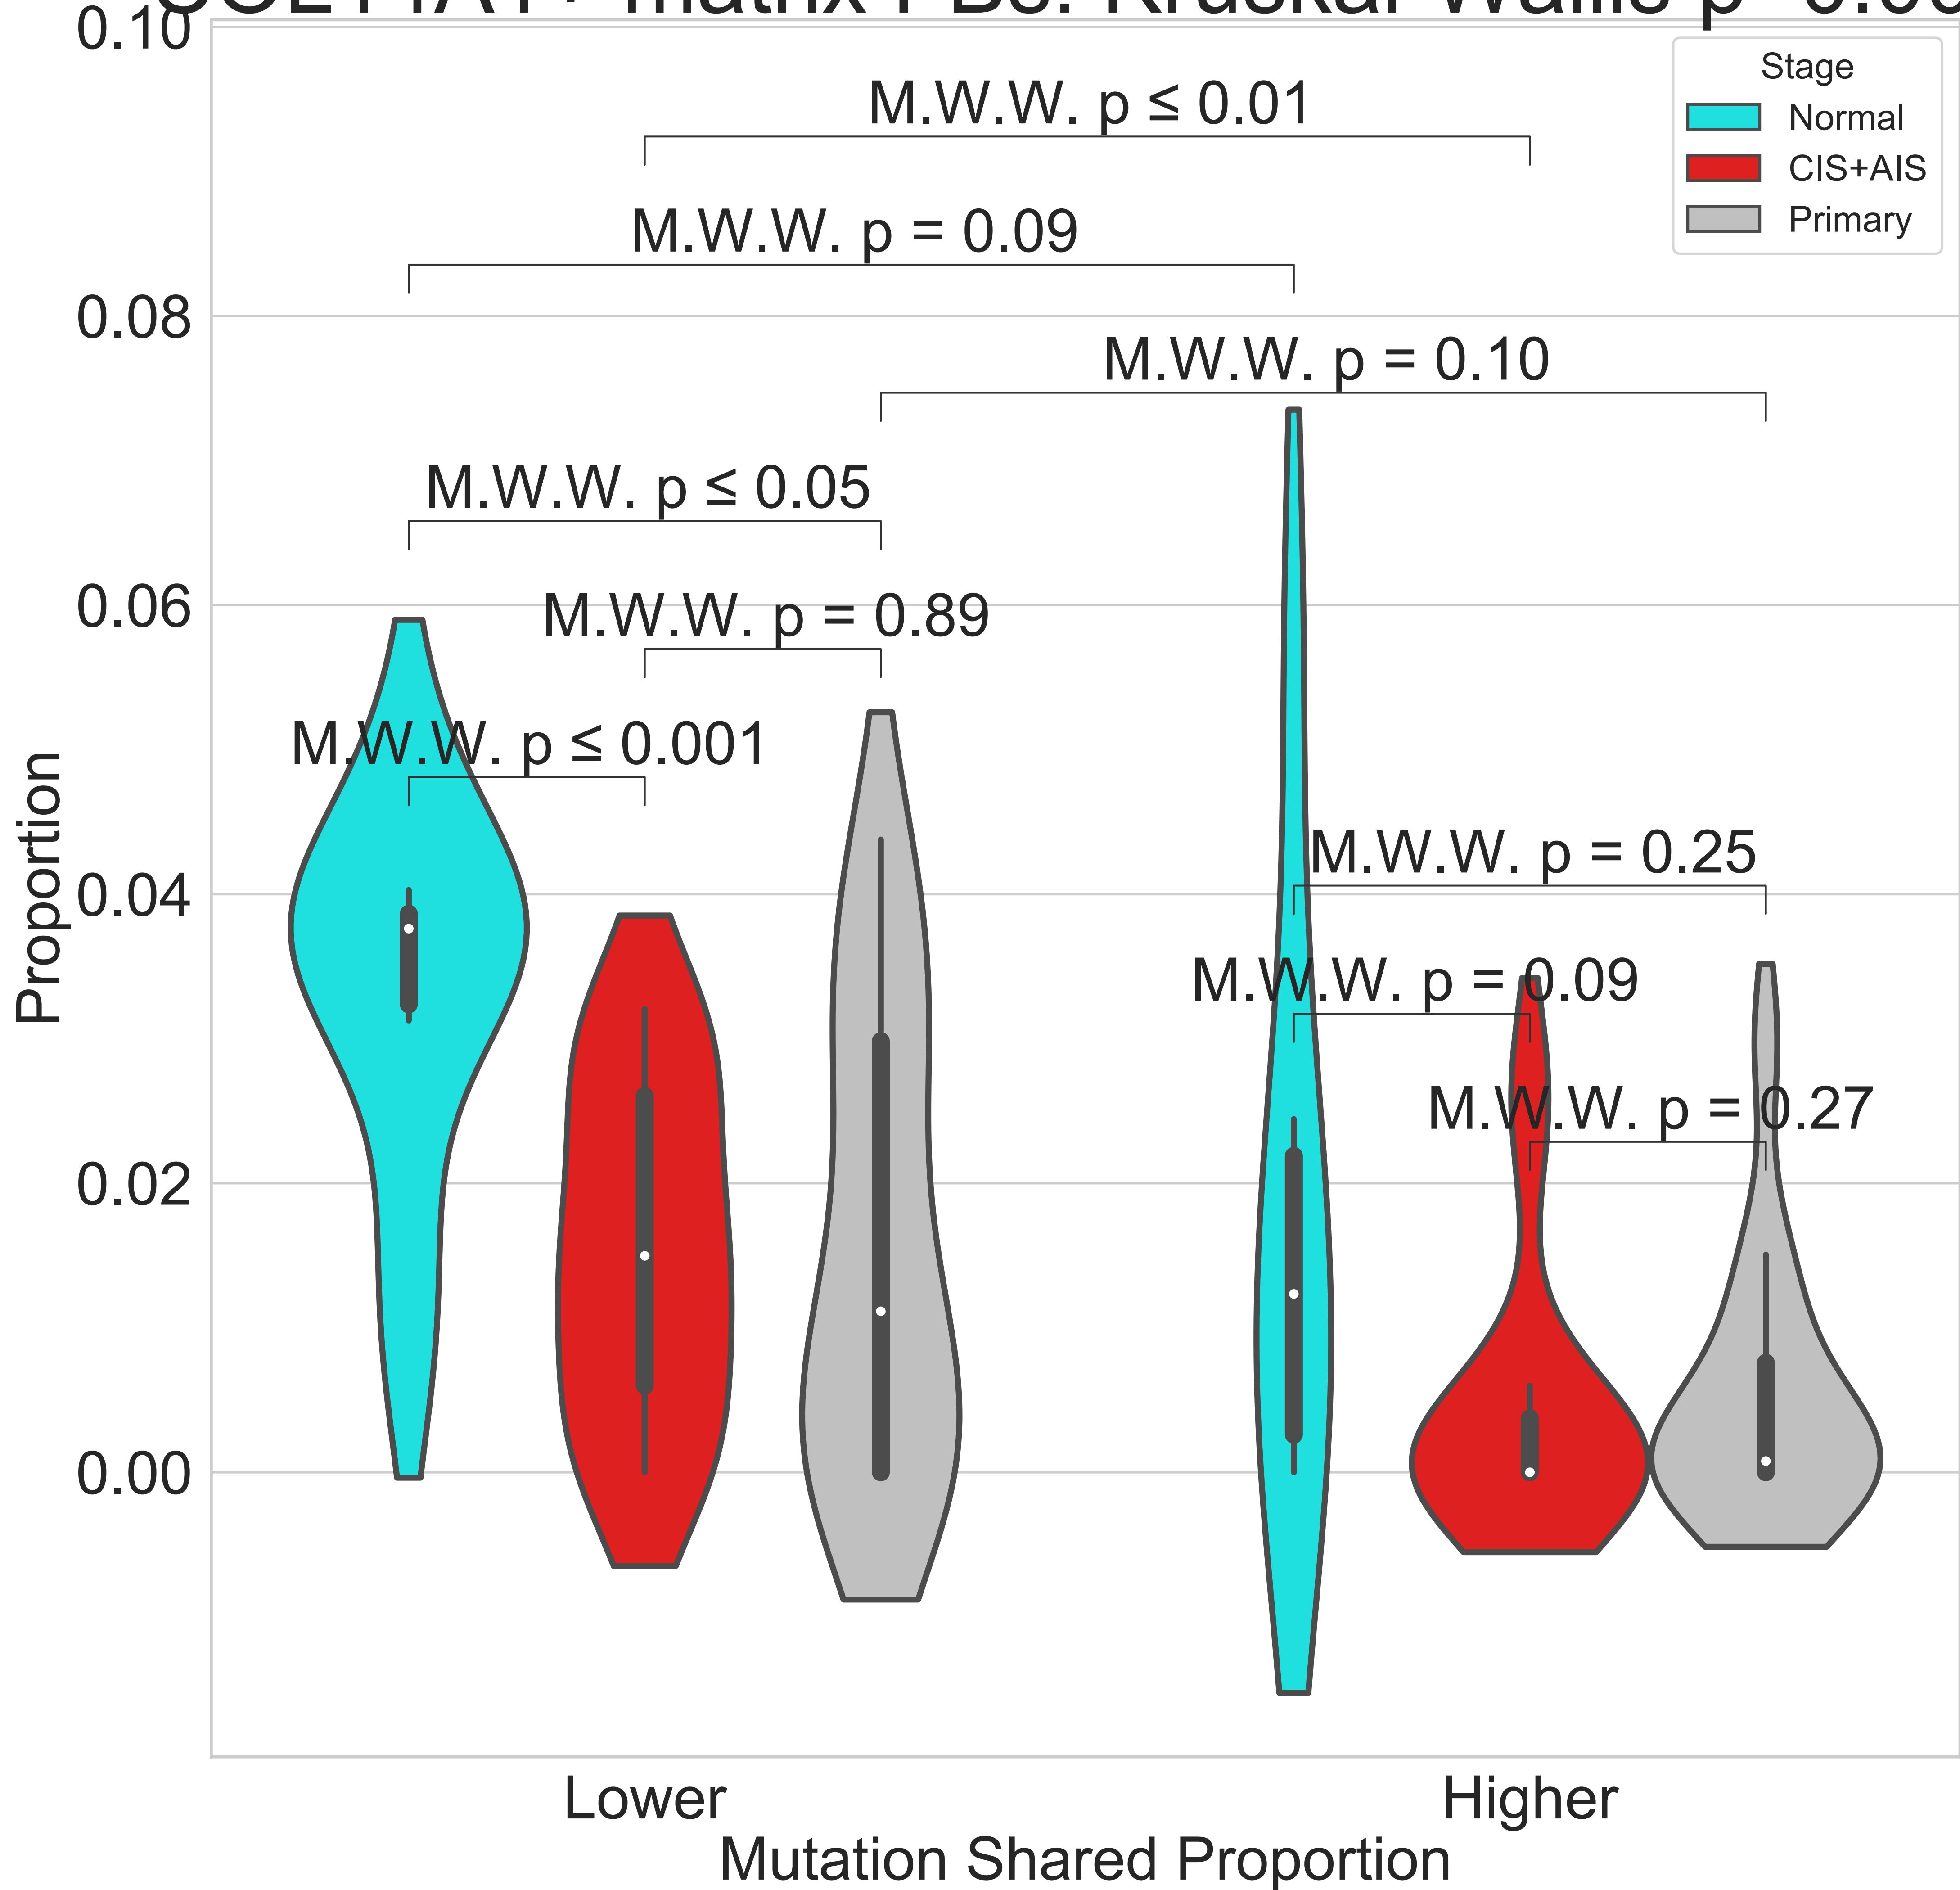 0.10
Stage
Normal
CIS+AIS
Primary
M.W.W. p ≤ 0.01
M.W.W. p = 0.09
0.08
M.W.W. p = 0.10
M.W.W. p ≤ 0.05
0.06
M.W.W. p = 0.89
M.W.W. p ≤ 0.001
M.W.W. p = 0.25
0.04
M.W.W. p = 0.09
Proportion
M.W.W. p = 0.27
0.02
0.00
Lower
Higher
Mutation Shared Proportion